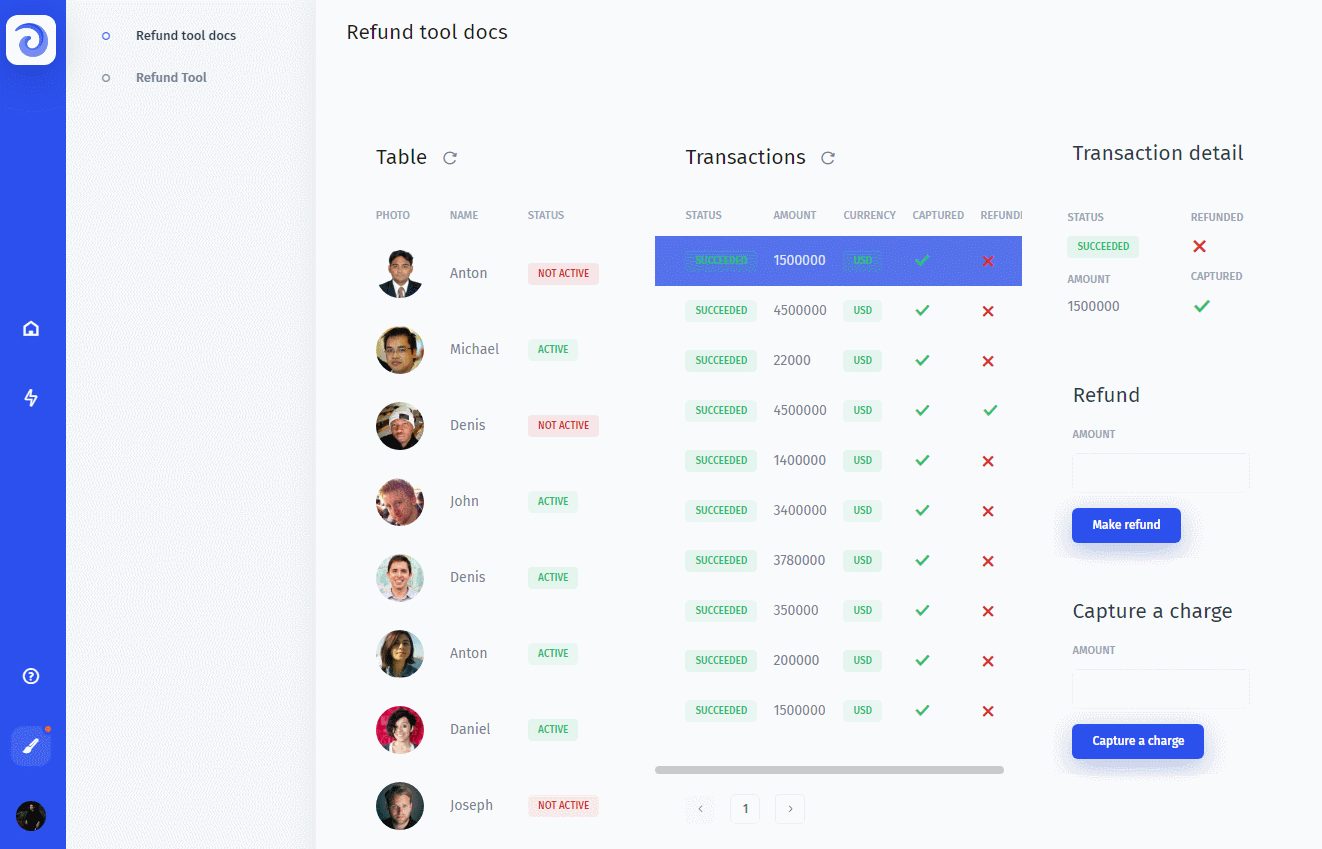 Refund tool docs
Refund Tool
Refund tool docs
Table
PHOTO NAME STATUS
Anton NOT ACTIVE
Michael ACTIVE
Denis NOT ACTIVE
John ACTIVE
Denis ACTIVE
Anton ACTIVE
Daniel ACTIVE
Joseph NOT ACTIVE
Transactions
STATUS AMOUNT CURRENCY CAPTURED REFUNDI
SUCCEEDED 1500000 USD
SUCCEEDED 4500000 USD
SUCCEEDED 22000 USD
SUCCEEDED 4500000 USD
SUCCEEDED 1400000 USD
SUCCEEDED 3400000 USD
SUCCEEDED 3780000 USD
SUCCEEDED 350000 USD
SUCCEEDED 200000 USD
SUCCEEDED 1500000 USD
1
Transaction detail
STATUS REFUNDED
SUCCEEDED
AMOUNT CAPTURED
1500000
Refund
AMOUNT
Make refund
Capture a charge
AMOUNT
Capture a charge